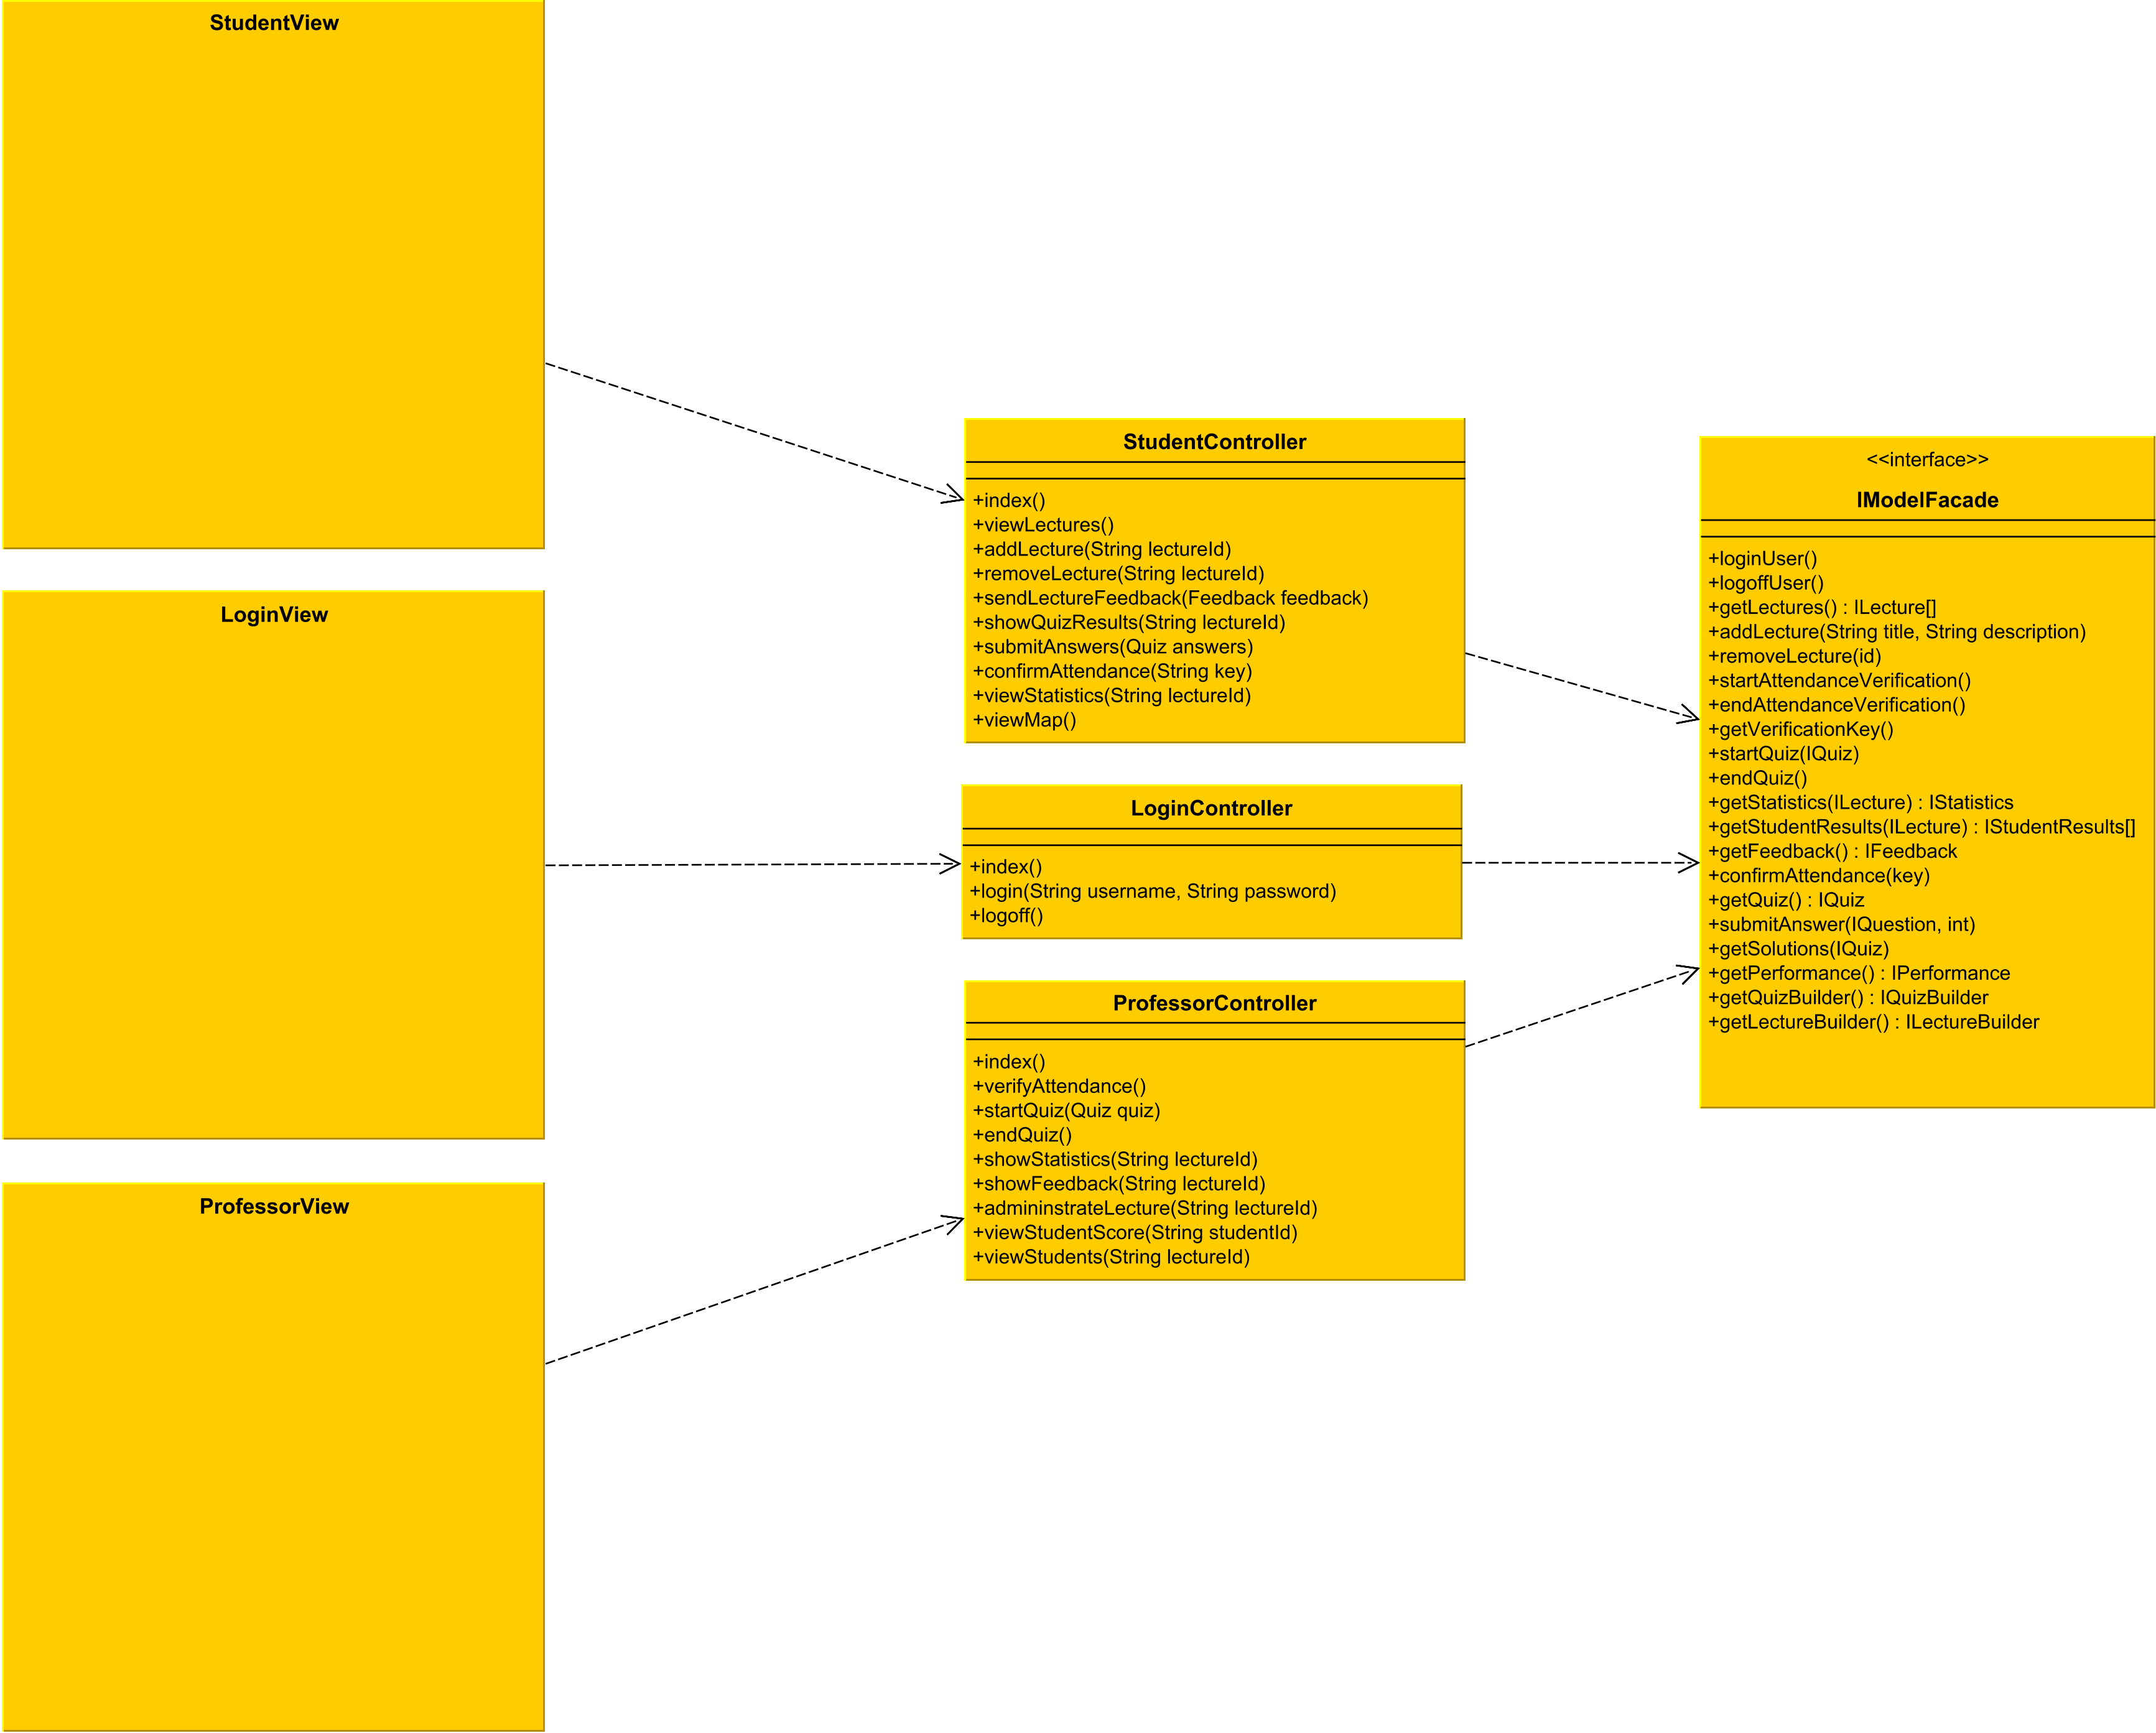 StudentView
LoginView
ProfessorView
StudentController
+index()
+viewLectures()
+addLecture(String lectureId)
+removeLecture(String lectureId)
+sendLectureFeedback(Feedback feedback)
+showQuizResults(String lectureId)
+submitAnswers(Quiz answers)
+confirmAttendance(String key)
+viewStatistics(String lectureId)
+viewMap()
LoginController
+index()
+login(String username, String password)
+logoff()
ProfessorController
+index()
+verifyAttendance()
+startQuiz(Quiz quiz)
+endQuiz()
+showStatistics(String lectureId)
+showFeedback(String lectureId)
+admininstrateLecture(String lectureId)
+viewStudentScore(String studentId)
+viewStudents(String lectureId)
<<interface>>
IModelFacade
+loginUser()
+logoffUser()
+getLectures() : ILecture[]
+addLecture(String title, String description)
+removeLecture(id)
+startAttendanceVerification()
+endAttendanceVerification()
+getVerificationKey()
+startQuiz(IQuiz)
+endQuiz()
+getStatistics(ILecture) : IStatistics
+getStudentResults(ILecture) : IStudentResults[]
+getFeedback() : IFeedback
+confirmAttendance(key)
+getQuiz() : IQuiz
+submitAnswer(IQuestion, int)
+getSolutions(IQuiz)
+getPerformance() : IPerformance
+getQuizBuilder() : IQuizBuilder
+getLectureBuilder() : ILectureBuilder